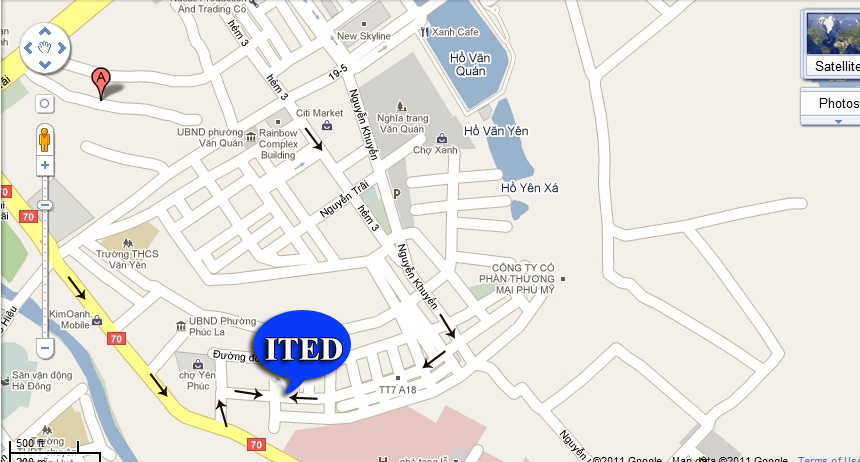 And Trading Co
Xanh Cafe
New Skyline
Hồ Văn
Quán
Satellite
Photos
19-5
hẻm 3
hẻm 3
A
Nguyễn Khuyến
Citi Market
Nghĩa trang
Văn Quán
Hồ Văn Yên
UBND phường
Văn Quán
Rainbow
Complex
Building
Chợ Xanh
P
Hồ Yên Xá
Nguyễn Trãi
hẻm 3
70
70
Trường THCS
Văn Yên
Nguyễn Khuyến
CÔNG TY CỔ
PHẦN THƯƠNG
MẠI PHÚ MỸ
KimOanh
Mobile
UBND Phường
Phúc La
70
ITED
Đường
chợ Yên
Phúc
Sân vận động
Hà Đông
TT7 A18
70
Nguyễn
500 ft
200 m
H
©2011 Google - Map data ©2011 Google -
Terms of Use